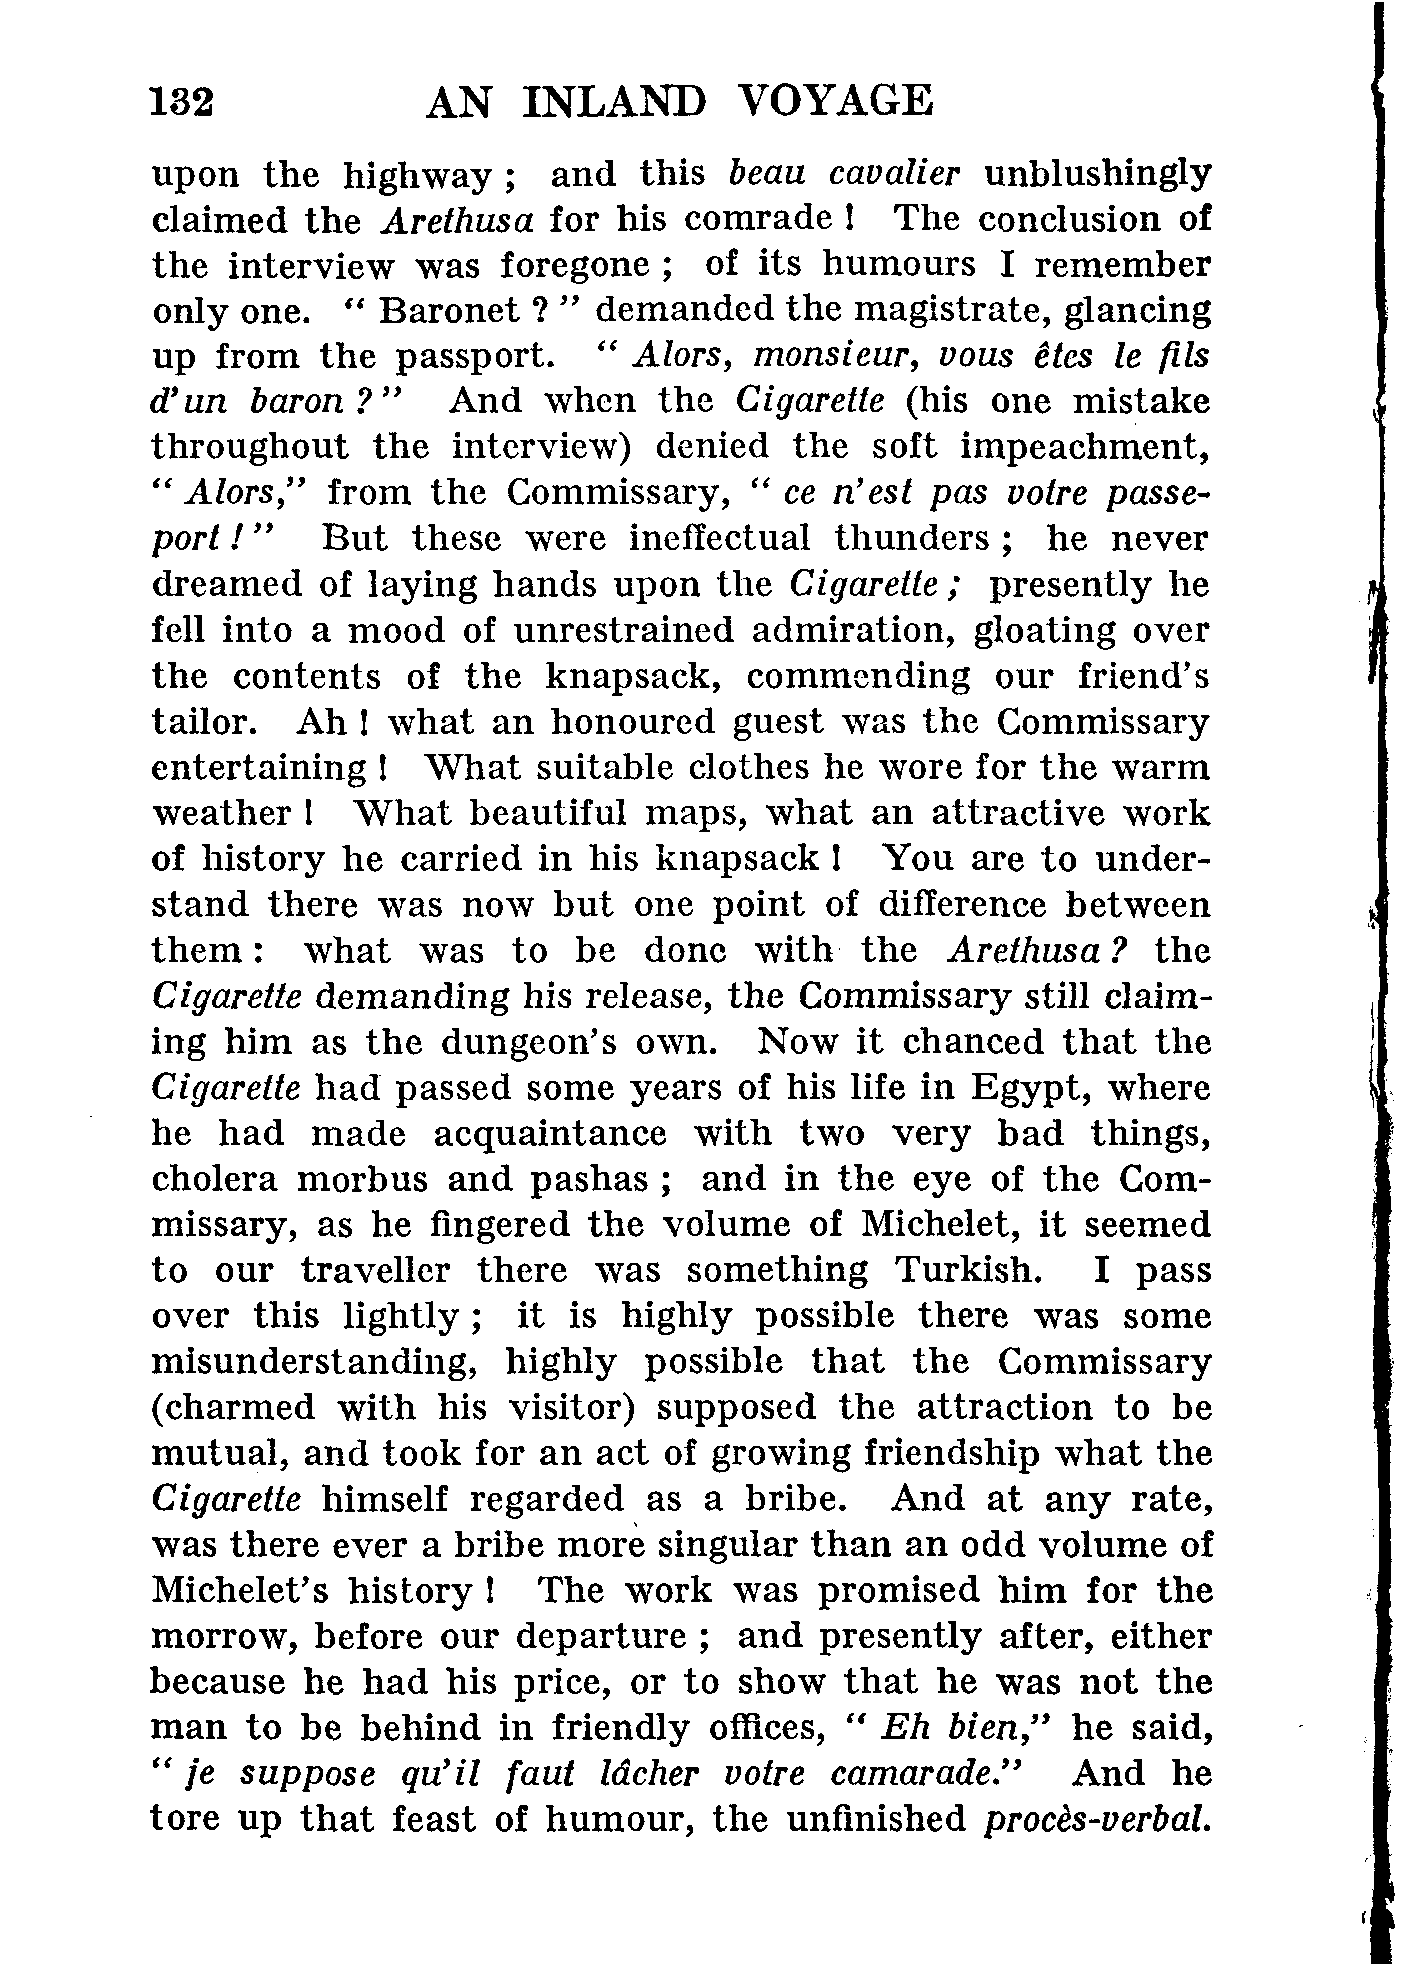 132 AN INLAND VOYAGE
upon the highway ; and this beau cavalier unblushingly
claimed the Arethusa for his comrade ! The conclusion of
the interview was foregone ; of its humours I remember
only one. “ Baronet ? ” demanded the magistrate, glancing
up from the passport. “ Alors, monsieur, vous êtes le fils
d’un baron ? ” And when the Cigarette (his one mistake
throughout the interview) denied the soft impeachment,
“ Alors,” from the Commissary, “ ce n’est pas votre passe-
port ! ” But these were ineffectual thunders ; he never
dreamed of laying hands upon the Cigarette ; presently he
fell into a mood of unrestrained admiration, gloating over
the contents of the knapsack, commending our friend’s
tailor. Ah ! what an honoured guest was the Commissary
entertaining ! What suitable clothes he wore for the warm
weather ! What beautiful maps, what an attractive work
of history he carried in his knapsack ! You are to under-
stand there was now but one point of difference between
them : what was to be done with the Arethusa ? the
Cigarette demanding his release, the Commissary still claim-
ing him as the dungeon’s own. Now it chanced that the
Cigarette had passed some years of his life in Egypt, where
he had made acquaintance with two very bad things,
cholera morbus and pashas ; and in the eye of the Com-
missary, as he fingered the volume of Michelet, it seemed
to our traveller there was something Turkish. I pass
over this lightly ; it is highly possible there was some
misunderstanding, highly possible that the Commissary
(charmed with his visitor) supposed the attraction to be
mutual, and took for an act of growing friendship what the
Cigarette himself regarded as a bribe. And at any rate,
was there ever a bribe more singular than an odd volume of
Michelet’s history ! The work was promised him for the
morrow, before our departure ; and presently after, either
because he had his price, or to show that he was not the
man to be behind in friendly offices, “ Eh bien,” he said,
“ je suppose qu’il faut lâcher votre camarade.” And he
tore up that feast of humour, the unfinished procès-verbal.